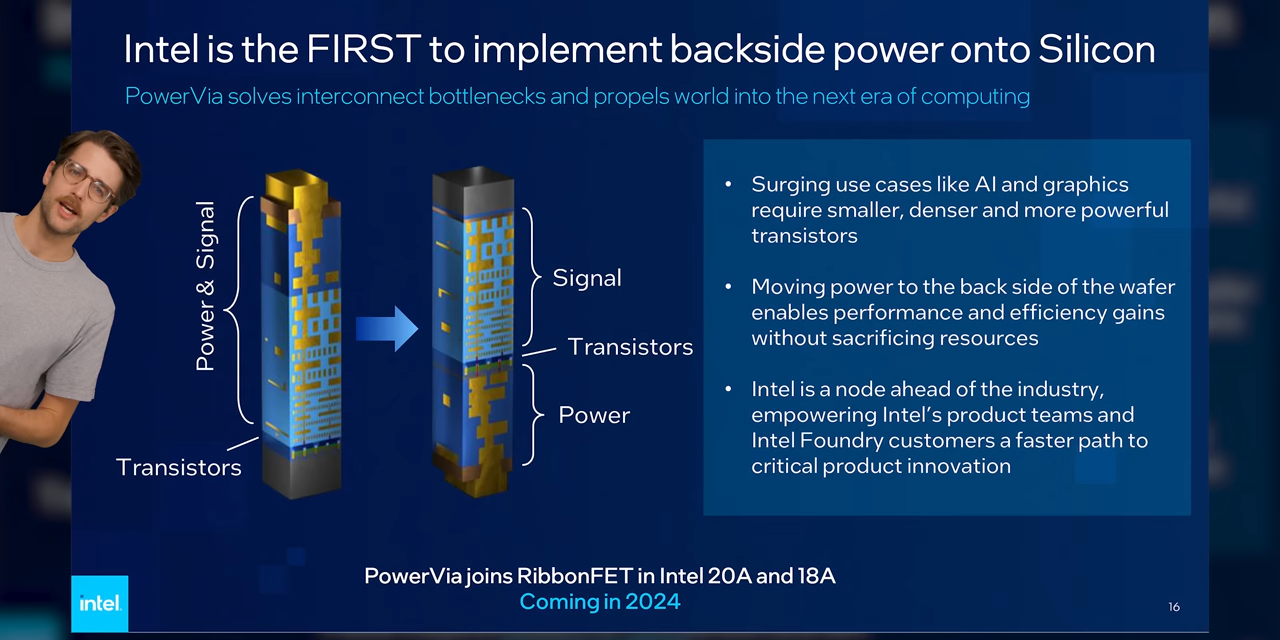 Intel is the FIRST to implement backside power onto Silicon
PowerVia solves interconnect bottlenecks and propels world into the next era of computing
Power & Signal
Transistors
Signal
Transistors
Power
• Surging use cases like AI and graphics
require smaller, denser and more powerful
transistors
• Moving power to the back side of the wafer
enables performance and efficiency gains
without sacrificing resources
• Intel is a node ahead of the industry,
empowering Intel's product teams and
Intel Foundry customers a faster path to
critical product innovation
PowerVia joins RibbonFET in Intel 20A and 18A
Coming in 2024
intel.
16